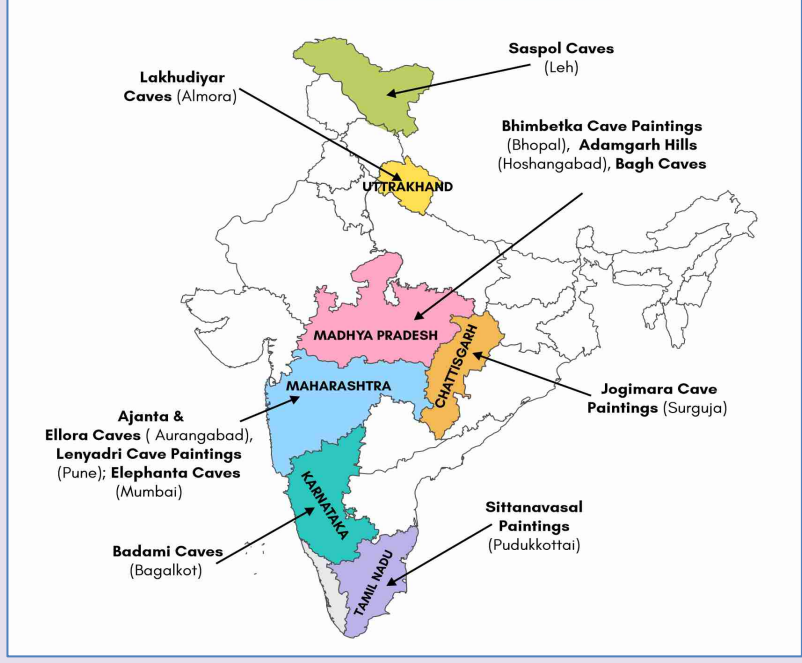 Saspol Caves
(Leh)
Lakhudiyar
Caves (Almora)
Bhimbetka Cave Paintings
(Bhopal), Adamgarh Hills
(Hoshangabad), Bagh Caves
UTTRAKHAND
MADHYA PRADESH
CHATTISGARH
MAHARASHTRA
Jogimara Cave
Paintings (Surguja)
Ajanta &
Ellora Caves ( Aurangabad),
Lenyadri Cave Paintings
(Pune); Elephanta Caves
(Mumbai)
KARNATAKA
Sittanavasal
Paintings
(Pudukkottai)
Badami Caves
(Bagalkot)
TAMIL NADU